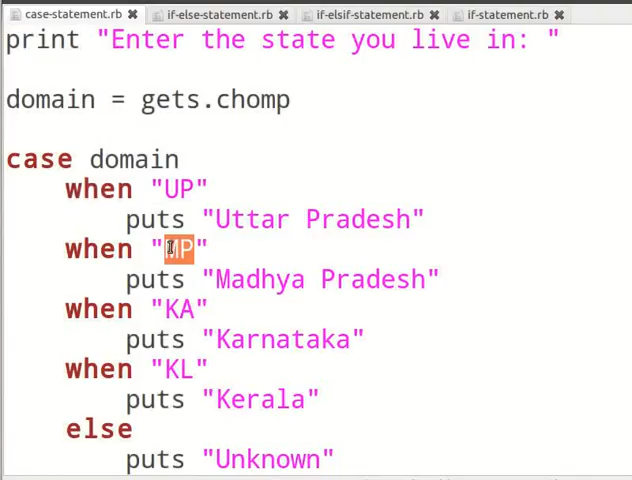 case-statement.rb if-else-statement.rb if-elsif-statement.rb if-statement.rb
print "Enter the state you live in: "
domain = gets.chomp
case domain
when "UP"
puts "Uttar Pradesh"
when "MP"
puts "Madhya Pradesh"
when "KA"
puts "Karnataka"
when "KL"
puts "Kerala"
else
puts "Unknown"